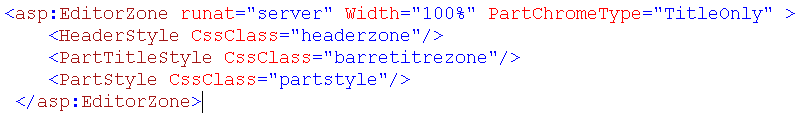 <asp:EditorZone runat="server" Width="100%" PartChromeType="TitleOnly" >
<HeaderStyle CssClass="headerzone"/>
<PartTitleStyle CssClass="barretitrezone"/>
<PartStyle CssClass="partstyle"/>
</asp:EditorZone>